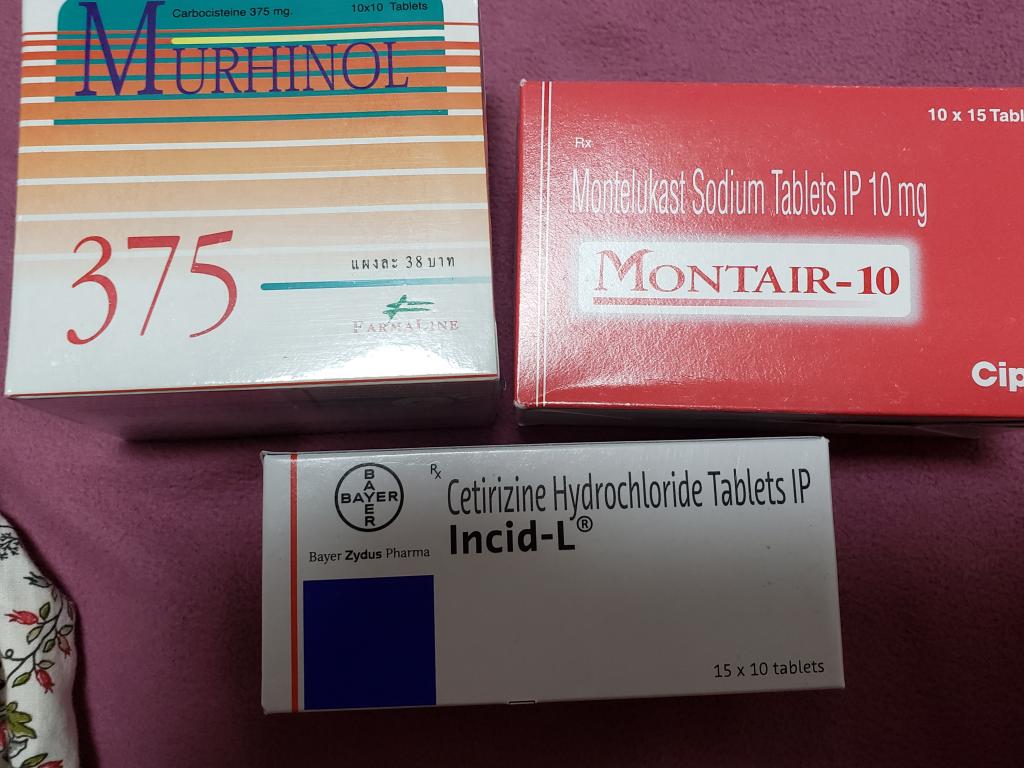 Carbocisteine 375 mg. 10x10 Tablets
MURHINOL
375
แผงละ 38 บาท
FARMALINE
10 x 15
Rx
Montelukast Sodium Tablets IP 10 mg
MONTAIR-10
BAYER
BAYER
Bayer Zydus Pharma
Rx
Cetirizine Hydrochloride Tablets IP
Incid-L®
15 x 10 tablets